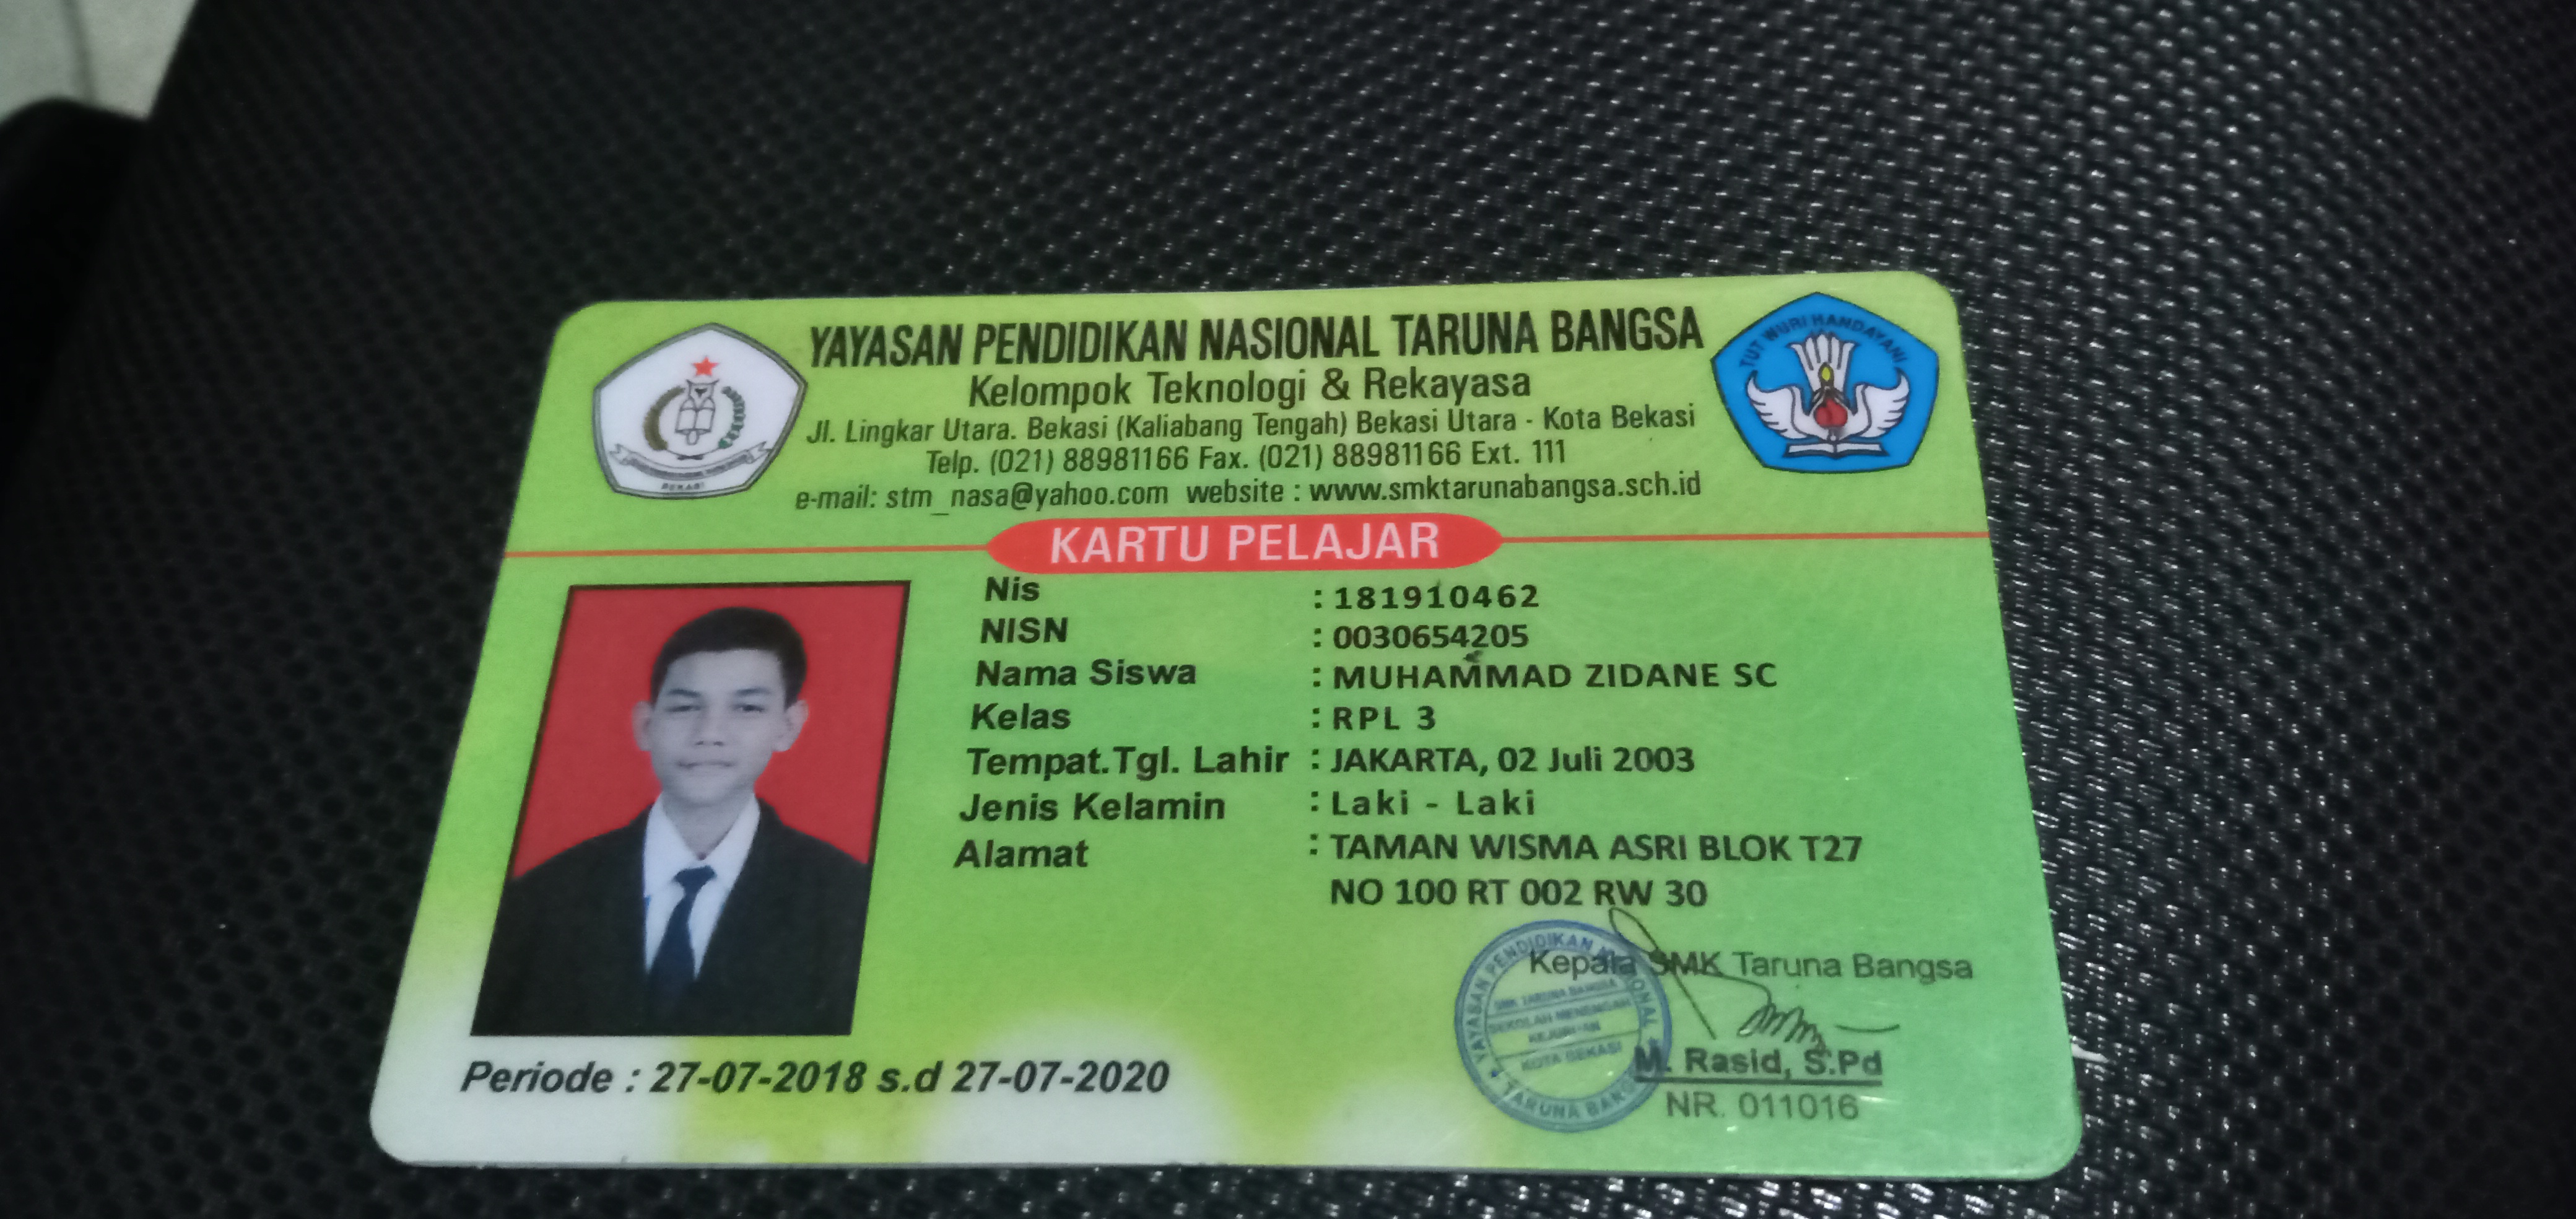 YAYASAN PENDIDIKAN NASIONAL TARUNA BANGSA
Kelompok Teknologi & Rekayasa
Jl. Lingkar Utara. Bekasi (Kaliabang Tengah) Bekasi Utara - Kota Bekasi
Telp. (021) 88981166 Fax. (021) 88981166 Ext. 111
e-mail: stm_nasa@yahoo.com website : www.smktarunabangsa.sch.id
BEKASI
TUT WURI HANDAYANI
KARTU PELAJAR
Nis : 181910462
NISN : 0030654205
Nama Siswa : MUHAMMAD ZIDANE SC
Kelas : RPL 3
Tempat.Tgl. Lahir : JAKARTA, 02 Juli 2003
Jenis Kelamin : Laki - Laki
Alamat : TAMAN WISMA ASRI BLOK T27
NO 100 RT 002 RW 30
Kepala SMK Taruna Bangsa
YAYASAN PENDIDIKAN NASIONAL
SMK TARUNA BANGSA
SEKOLAH MENENGAH
KEJURUAN
KOTA BEKASI
TARUNA BANGSA
M. Rasid, S.Pd
NR. 011016
Periode : 27-07-2018 s.d 27-07-2020